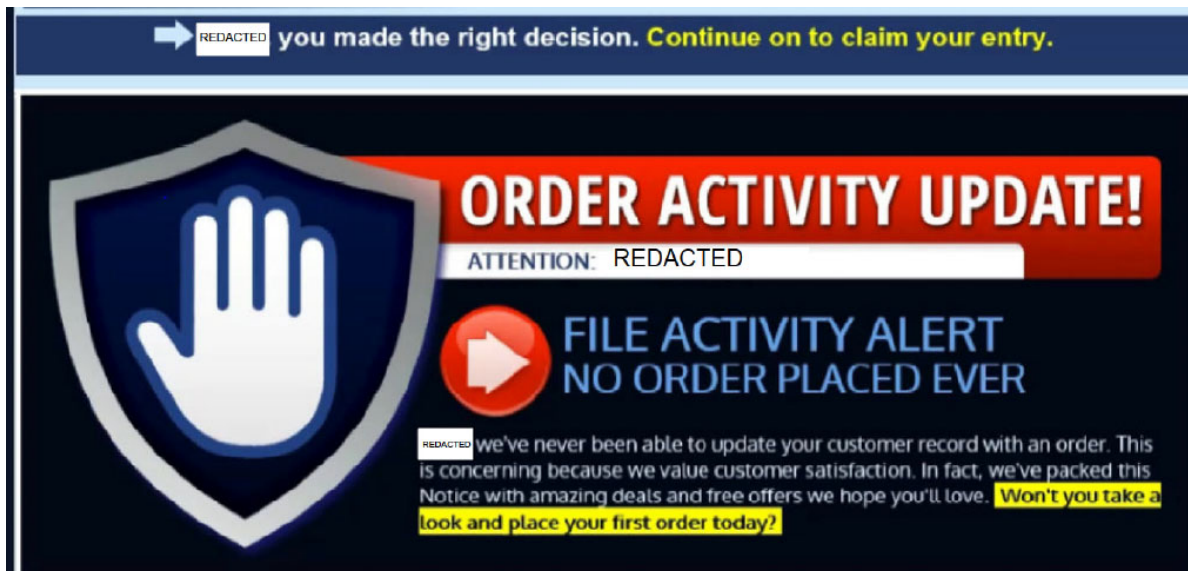 REDACTED, you made the right decision. Continue on to claim your entry.
ORDER ACTIVITY UPDATE!
ATTENTION: REDACTED
FILE ACTIVITY ALERT
NO ORDER PLACED EVER
REDACTED we've never been able to update your customer record with an order. This
is concerning because we value customer satisfaction. In fact, we've packed this
Notice with amazing deals and free offers we hope you'll love. Won't you take a
look and place your first order today?